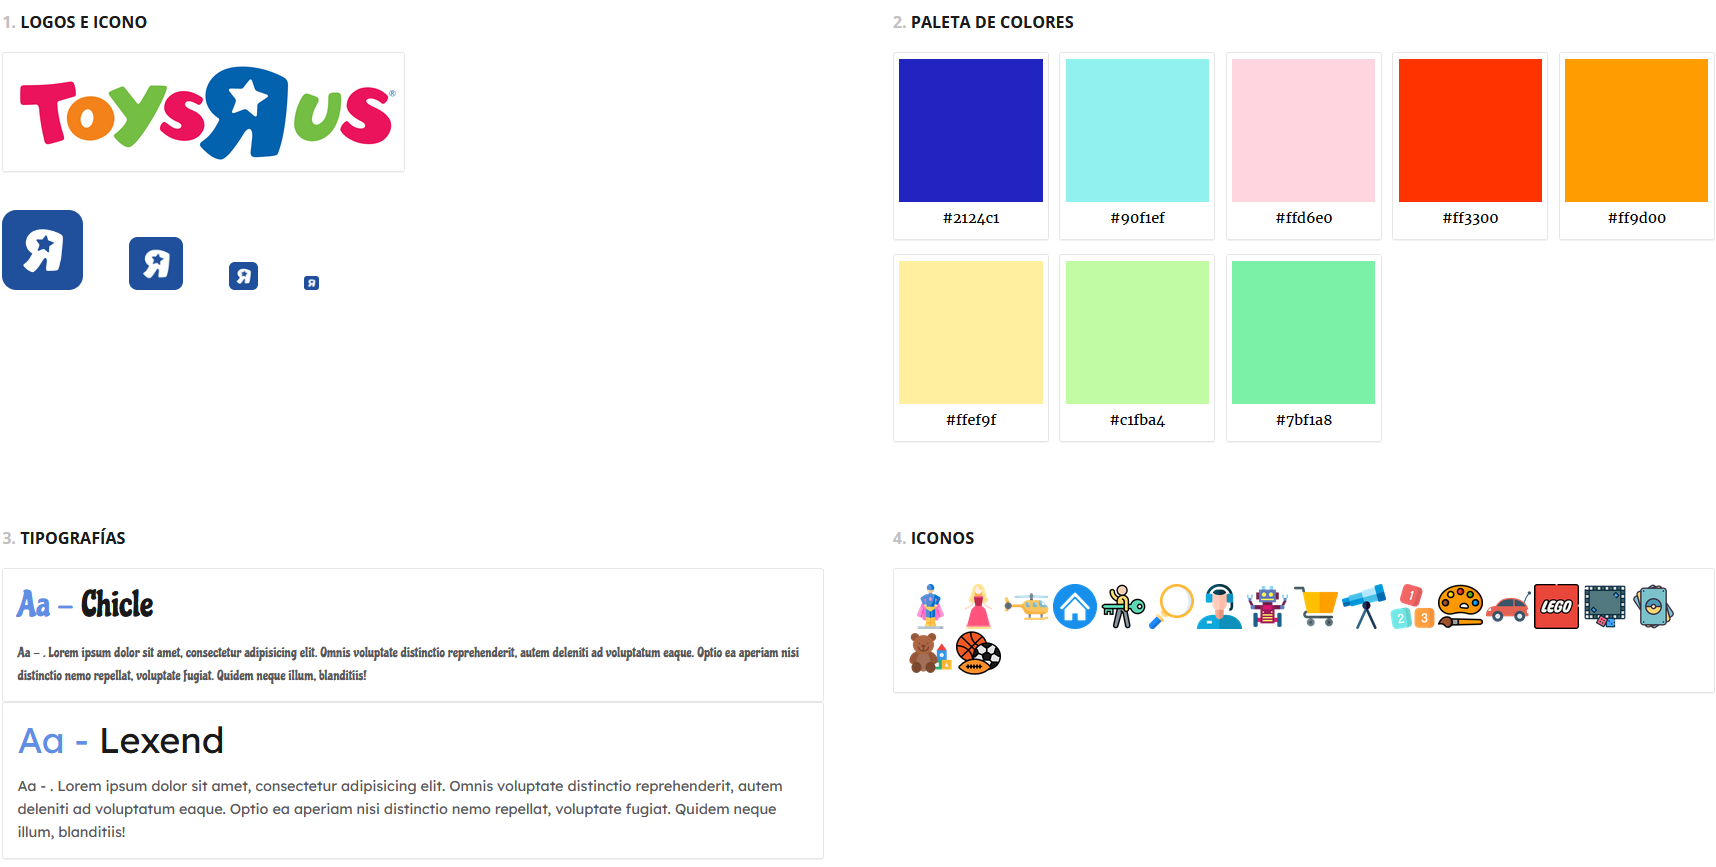 1. LOGOS E ICONO
ToysЯus®
Я Я Я Я
2. PALETA DE COLORES
#2124c1 #90f1ef #ffd6e0 #ff3300 #ff9d00
#ffef9f #c1fba4 #7bf1a8
3. TIPOGRAFÍAS
Aa – Chicle
Aa – . Lorem ipsum dolor sit amet, consectetur adipisicing elit. Omnis voluptate distinctio reprehenderit, autem deleniti ad voluptatum eaque. Optio ea aperiam nisi
distinctio nemo repellat, voluptate fugiat. Quidem neque illum, blanditiis!
Aa - Lexend
Aa - . Lorem ipsum dolor sit amet, consectetur adipisicing elit. Omnis voluptate distinctio reprehenderit, autem
deleniti ad voluptatum eaque. Optio ea aperiam nisi distinctio nemo repellat, voluptate fugiat. Quidem neque
illum, blanditiis!
4. ICONOS
1
2 3
LEGO